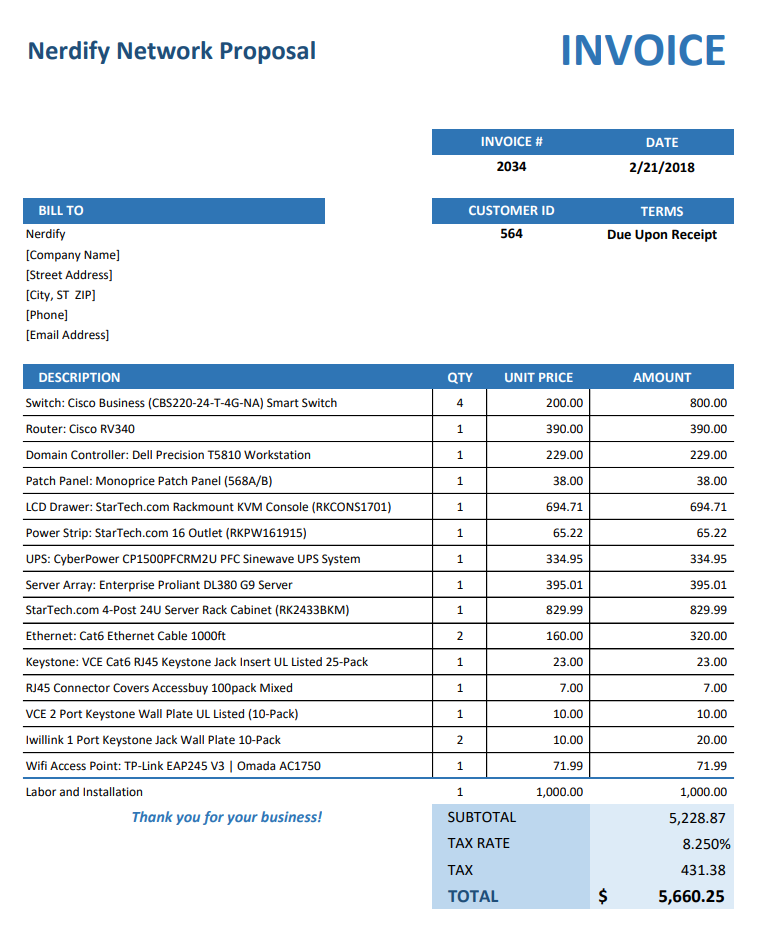 Nerdify Network Proposal INVOICE
INVOICE # DATE
2034 2/21/2018
BILL TO CUSTOMER ID TERMS
Nerdify 564 Due Upon Receipt
[Company Name]
[Street Address]
[City, ST  ZIP]
[Phone]
[Email Address]
DESCRIPTION QTY UNIT PRICE AMOUNT
Switch: Cisco Business (CBS220-24-T-4G-NA) Smart Switch 4 200.00 800.00
Router: Cisco RV340 1 390.00 390.00
Domain Controller: Dell Precision T5810 Workstation 1 229.00 229.00
Patch Panel: Monoprice Patch Panel (568A/B) 1 38.00 38.00
LCD Drawer: StarTech.com Rackmount KVM Console (RKCONS1701) 1 694.71 694.71
Power Strip: StarTech.com 16 Outlet (RKPW161915) 1 65.22 65.22
UPS: CyberPower CP1500PFCRM2U PFC Sinewave UPS System 1 334.95 334.95
Server Array: Enterprise Proliant DL380 G9 Server 1 395.01 395.01
StarTech.com 4-Post 24U Server Rack Cabinet (RK2433BKM) 1 829.99 829.99
Ethernet: Cat6 Ethernet Cable 1000ft 2 160.00 320.00
Keystone: VCE Cat6 RJ45 Keystone Jack Insert UL Listed 25-Pack 1 23.00 23.00
RJ45 Connector Covers Accessbuy 100pack Mixed 1 7.00 7.00
VCE 2 Port Keystone Wall Plate UL Listed (10-Pack) 1 10.00 10.00
Iwillink 1 Port Keystone Jack Wall Plate 10-Pack 2 10.00 20.00
Wifi Access Point: TP-Link EAP245 V3 | Omada AC1750 1 71.99 71.99
Labor and Installation 1 1,000.00 1,000.00
Thank you for your business! SUBTOTAL 5,228.87
TAX RATE 8.250%
TAX 431.38
TOTAL $ 5,660.25